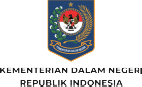 KEMENTERIAN DALAM NEGERI
REPUBLIK INDONESIA